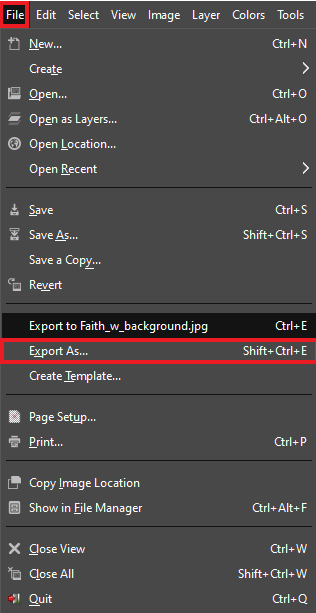 File Edit Select View Image Layer Colors Tools
New... Ctrl+N
Create
Open... Ctrl+O
Open as Layers... Ctrl+Alt+O
Open Location...
Open Recent
Save Ctrl+S
Save As... Shift+Ctrl+S
Save a Copy...
Revert
Export to Faith_w_background.jpg Ctrl+E
Export As... Shift+Ctrl+E
Create Template...
Page Setup...
Print... Ctrl+P
Copy Image Location
Show in File Manager Ctrl+Alt+F
Close View Ctrl+W
Close All Shift+Ctrl+W
Quit Ctrl+Q